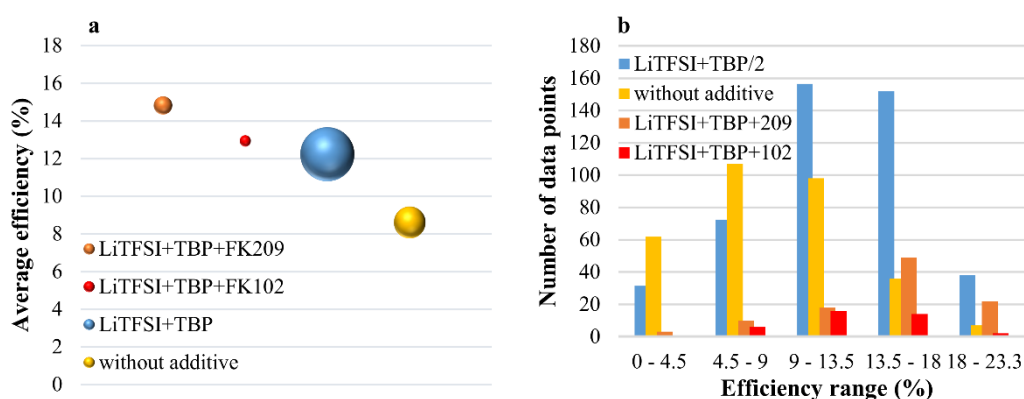 a
Average efficiency (%)
18
16
14
12
10
8
6
4
2
0
LiTFSI+TBP+FK209
LiTFSI+TBP+FK102
LiTFSI+TBP
without additive
b
Number of data points
180
160
140
120
100
80
60
40
20
0
LiTFSI+TBP/2
without additive
LiTFSI+TBP+209
LiTFSI+TBP+102
0 - 4.5 4.5 - 9 9 - 13.5 13.5 - 18 18 - 23.3
Efficiency range (%)